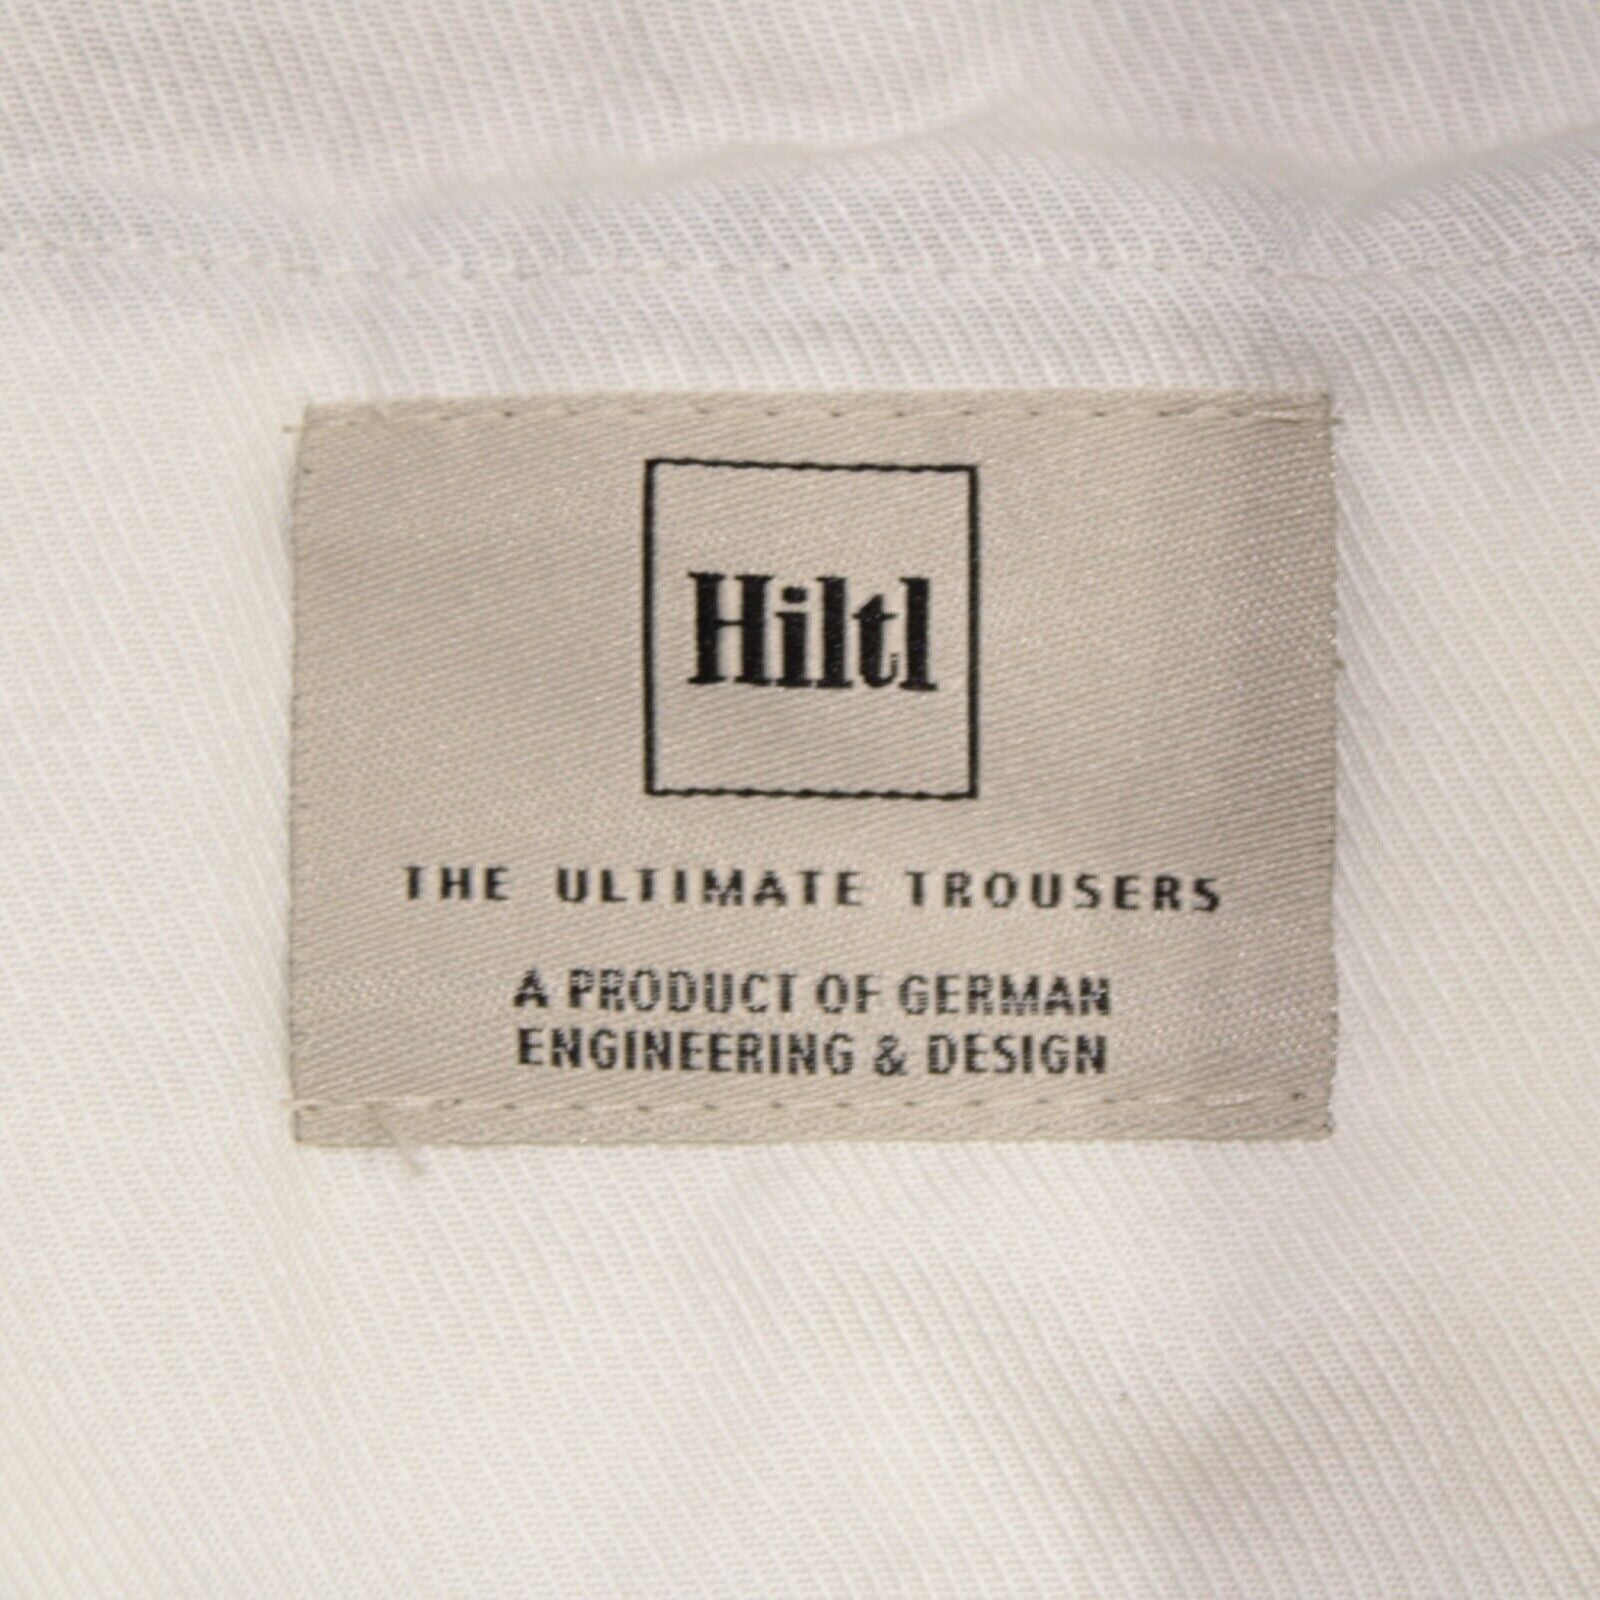 Hiltl
THE ULTIMATE TROUSERS
A PRODUCT OF GERMAN
ENGINEERING & DESIGN